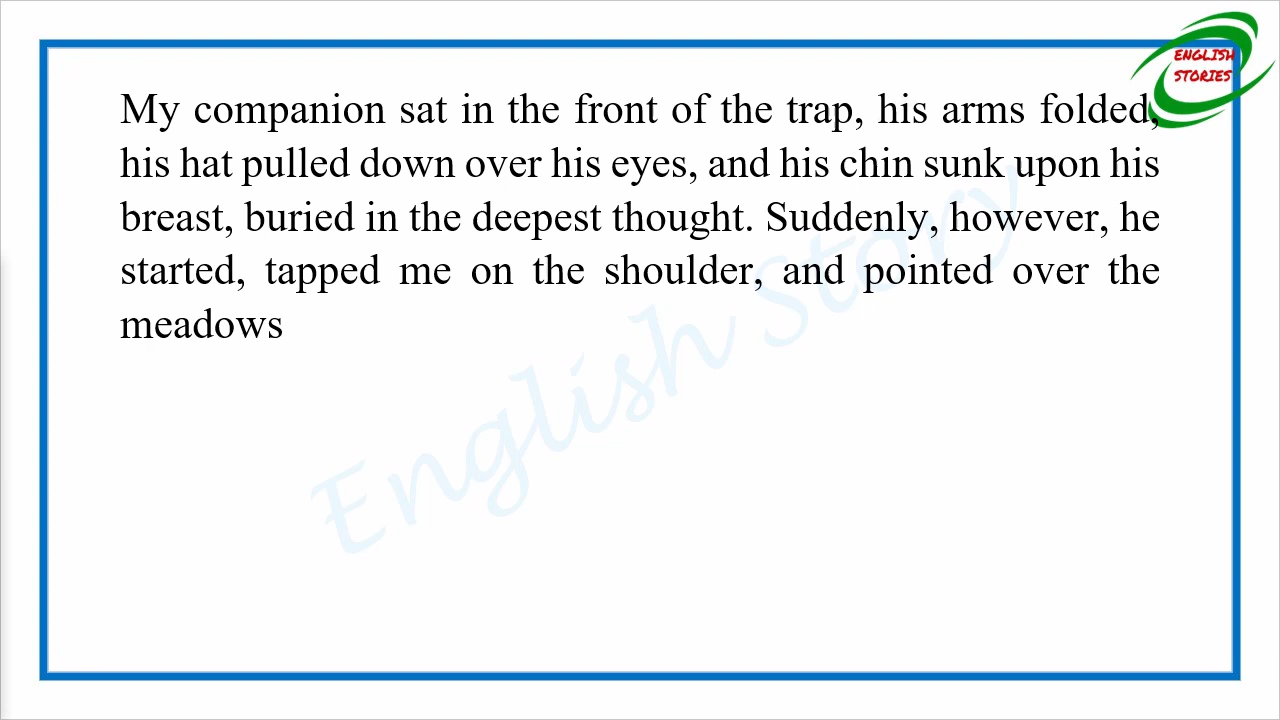 ENGLISH
STORIES
My companion sat in the front of the trap, his arms folded,
his hat pulled down over his eyes, and his chin sunk upon his
breast, buried in the deepest thought. Suddenly, however, he
started, tapped me on the shoulder, and pointed over the
meadows
English Story